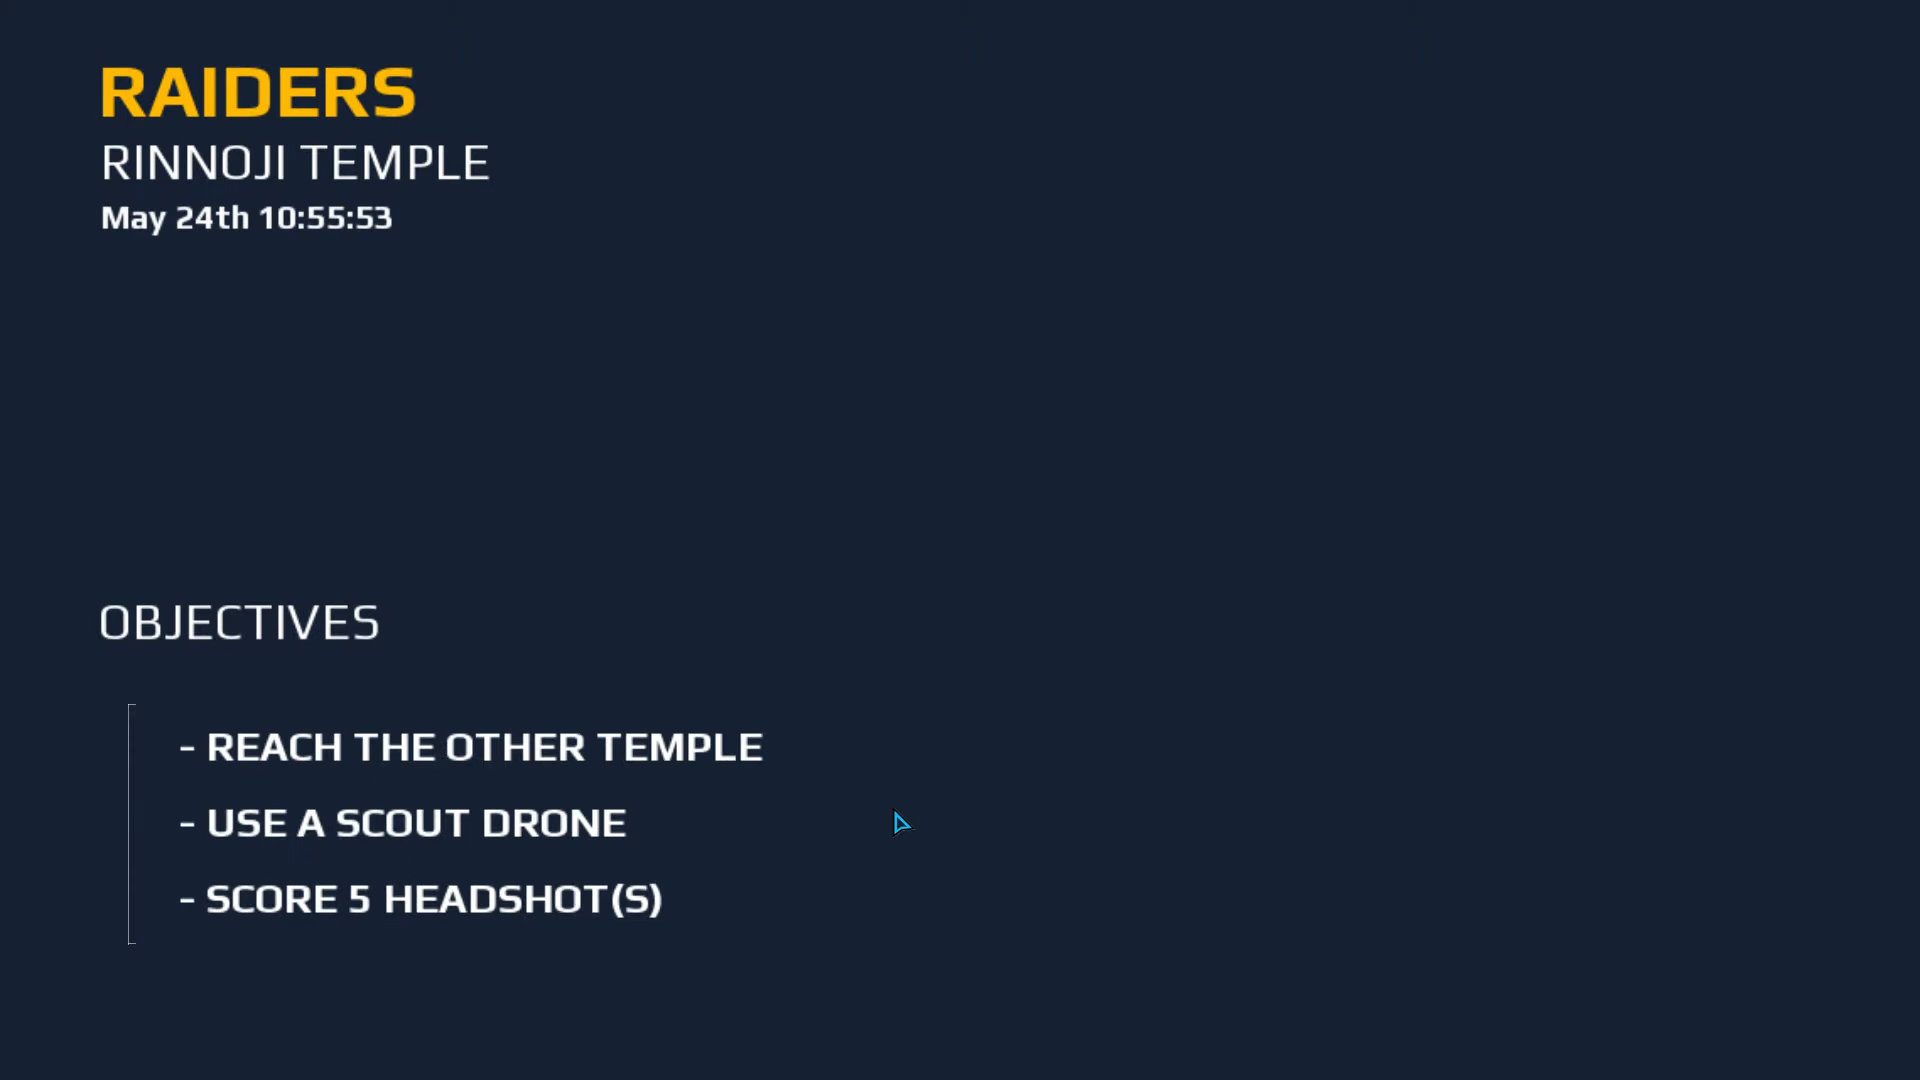 RAIDERS
RINNOJI TEMPLE
May 24th 10:55:53
OBJECTIVES
- REACH THE OTHER TEMPLE
- USE A SCOUT DRONE
- SCORE 5 HEADSHOT(S)